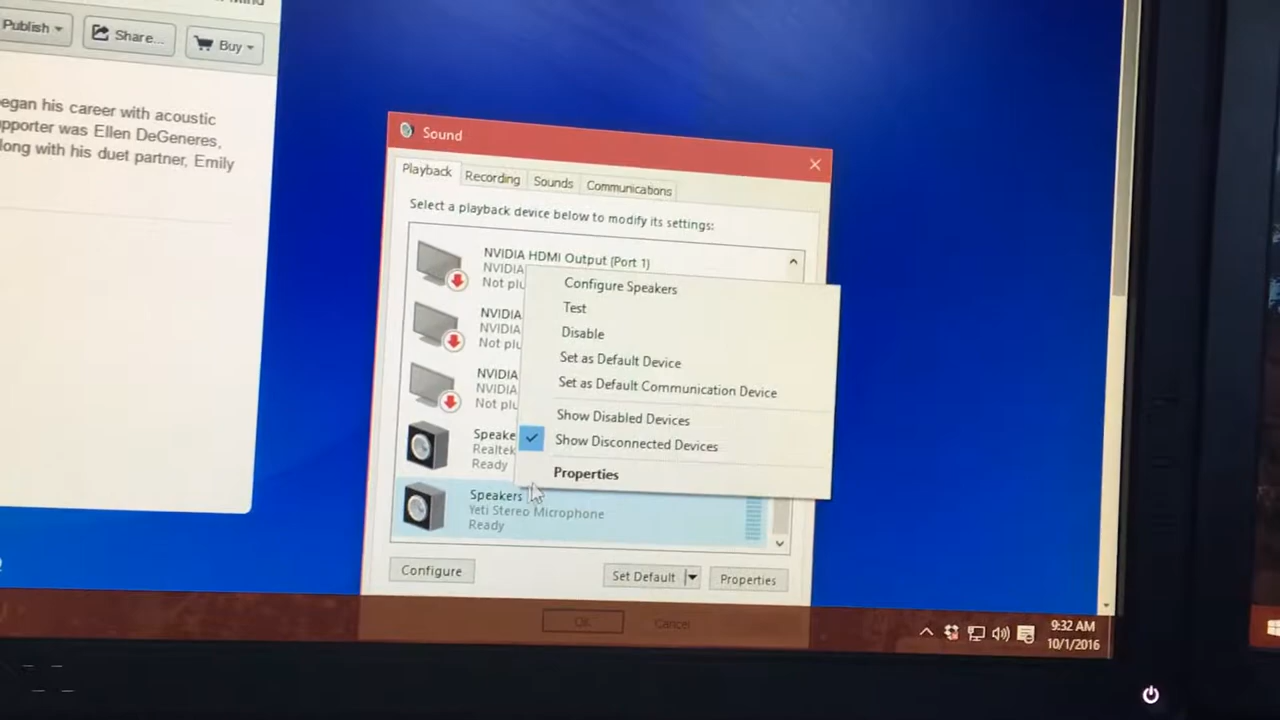 Publish
Share...
Buy
egan his career with acoustic
pporter was Ellen DeGeneres,
long with his duet partner, Emily
Sound
Playback
Recording
Sounds
Communications
Select a playback device below to modify its settings:
NVIDIA HDMI Output (Port 1)
NVIDIA
Not plu
NVIDIA
NVIDIA
Not plu
NVIDIA
NVIDIA
Not plu
Speake
Realtek
Ready
Speakers
Yeti Stereo Microphone
Ready
Configure Speakers
Test
Disable
Set as Default Device
Set as Default Communication Device
Show Disabled Devices
Show Disconnected Devices
Properties
Configure
Set Default
Properties
OK
Cancel
9:32 AM
10/1/2016